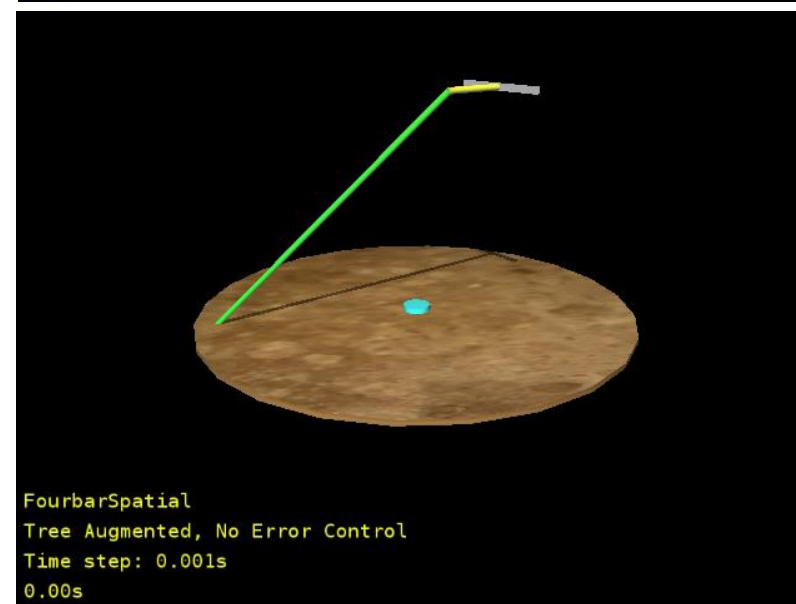 FourbarSpatial
Tree Augmented, No Error Control
Time step: 0.001s
0.00s